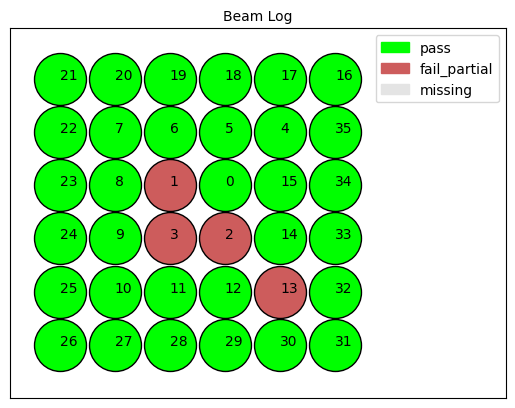 Beam Log
pass
fail_partial
missing
21 20 19 18 17 16
22 7 6 5 4 35
23 8 1 0 15 34
24 9 3 2 14 33
25 10 11 12 13 32
26 27 28 29 30 31